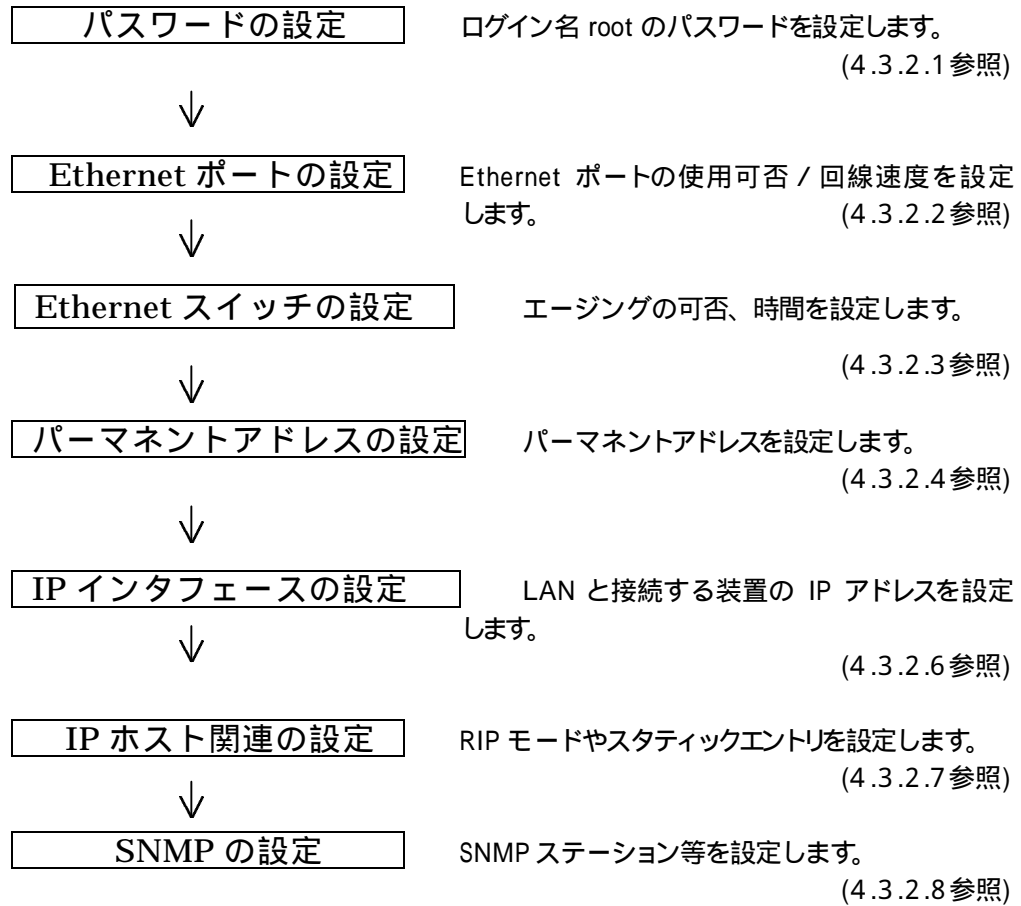 パスワードの設定
ログイン名 root のパスワードを設定します。
(4.3.2.1参照)
Ethernet ポートの設定
Ethernet ポートの使用可否 / 回線速度を設定
します。 (4.3.2.2参照)
Ethernet スイッチの設定
エージングの可否、時間を設定します。
(4.3.2.3参照)
パーマネントアドレスの設定
パーマネントアドレスを設定します。
(4.3.2.4参照)
IP インタフェースの設定
LAN と接続する装置の IP アドレスを設定
します。
(4.3.2.6参照)
IP ホスト関連の設定
RIP モードやスタティックエントリを設定します。
(4.3.2.7参照)
SNMP の設定
SNMP ステーション等を設定します。
(4.3.2.8参照)